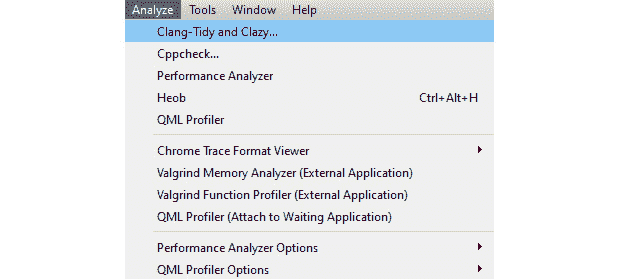 Analyze Tools Window Help
Clang-Tidy and Clazy...
Cppcheck...
Performance Analyzer
Heob Ctrl+Alt+H
QML Profiler
Chrome Trace Format Viewer
Valgrind Memory Analyzer (External Application)
Valgrind Function Profiler (External Application)
QML Profiler (Attach to Waiting Application)
Performance Analyzer Options
QML Profiler Options